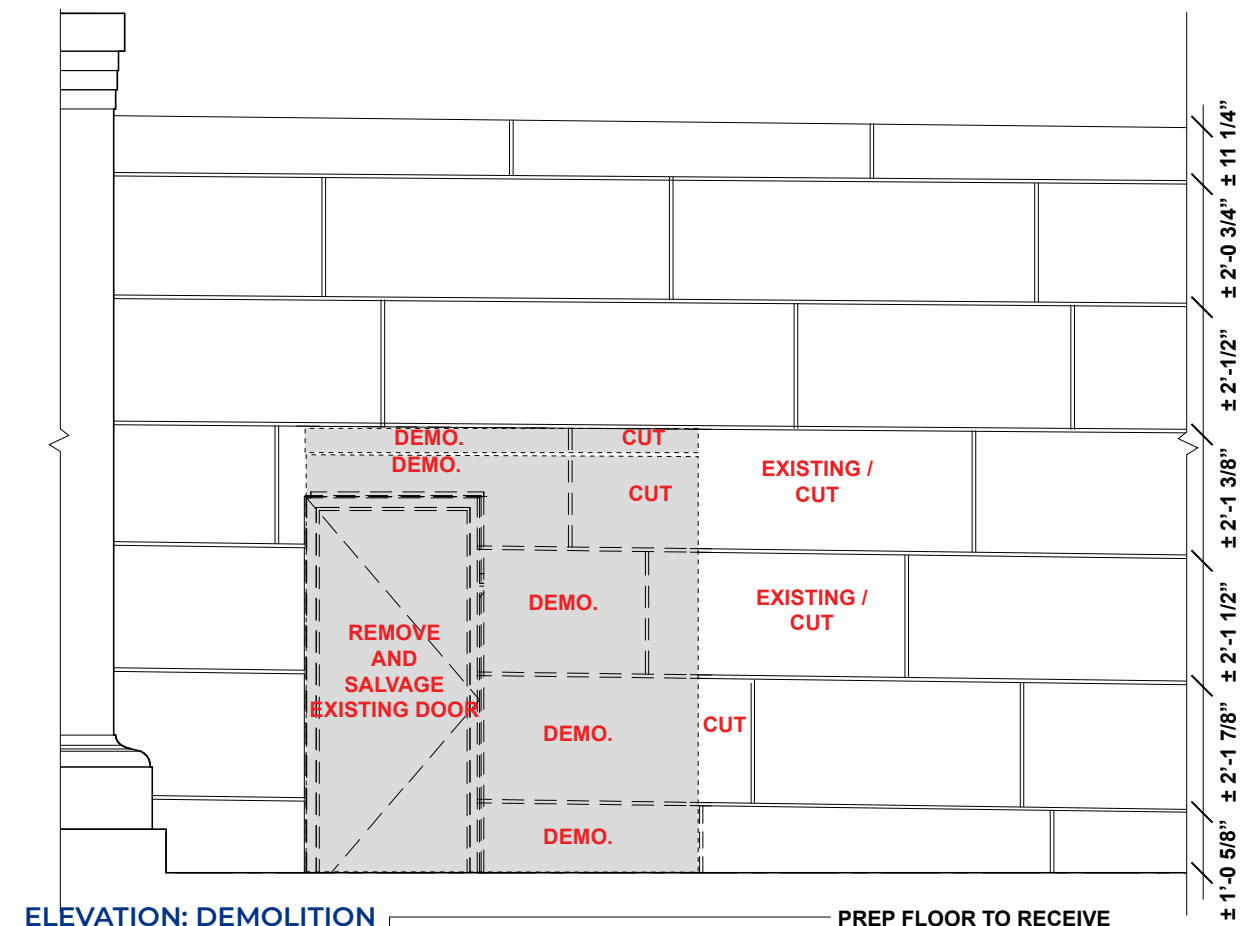 DEMO.
CUT
DEMO.
CUT
EXISTING /
CUT
DEMO.
EXISTING /
CUT
REMOVE
AND
SALVAGE
EXISTING DOOR
DEMO.
CUT
DEMO.
± 11 1/4”
± 2’-0 3/4”
± 2’-1/2”
± 2’-1 3/8”
± 2’-1 1/2”
± 2’-1 7/8”
± 1’-0 5/8”
ELEVATION: DEMOLITION
PREP FLOOR TO RECEIVE